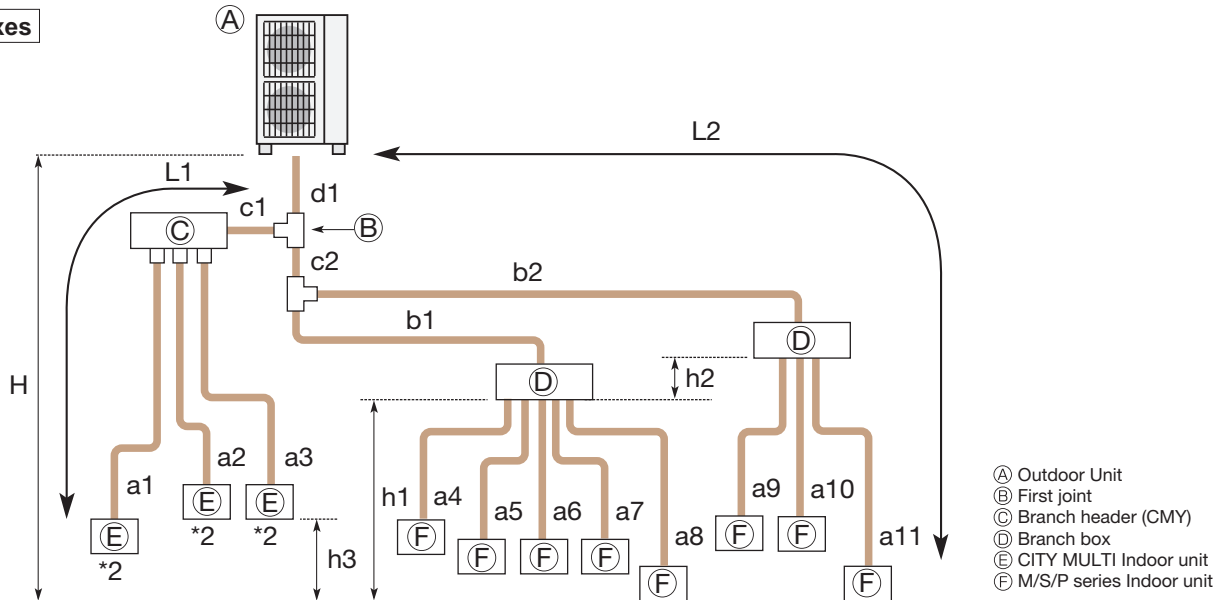 xes
Ⓐ
L2
L1
d1
c1
Ⓑ
Ⓒ
c2
b2
b1
Ⓓ
H
Ⓓ
h2
a1
a2
a3
h1
a4
a5
a6
a7
a8
a9
a10
a11
Ⓔ
*2
Ⓔ
*2
Ⓔ
*2
h3
Ⓕ
Ⓕ
Ⓕ
Ⓕ
Ⓕ
Ⓕ
Ⓕ
Ⓕ
Ⓐ Outdoor Unit
Ⓑ First joint
Ⓒ Branch header (CMY)
Ⓓ Branch box
Ⓔ CITY MULTI Indoor unit
Ⓕ M/S/P series Indoor unit